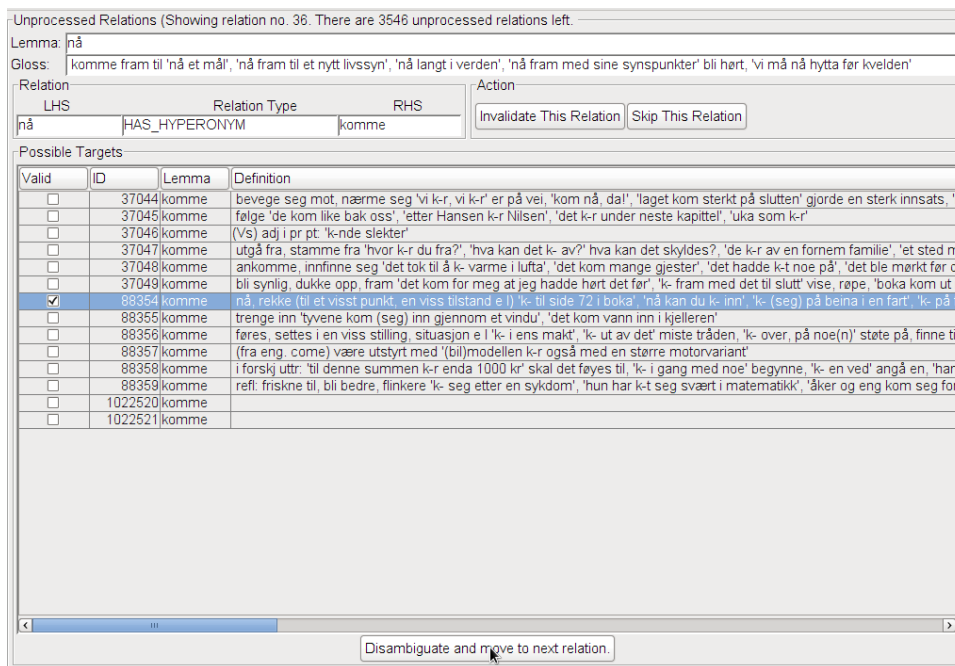 Unprocessed Relations (Showing relation no. 36. There are 3546 unprocessed relations left.
Lemma: nå
Gloss: komme fram til 'nå et mål', 'nå fram til et nytt livssyn', 'nå langt i verden', 'nå fram med sine synspunkter' bli hørt, 'vi må nå hytta før kvelden'
Relation Action
LHS Relation Type RHS
nå HAS_HYPERONYM komme Invalidate This Relation Skip This Relation
Possible Targets
Valid ID Lemma Definition
37044 komme bevege seg mot, nærme seg 'vi k-r, vi k-r' er på vei, 'kom nå, da!', 'laget kom sterkt på slutten' gjorde en sterk innsats, '
37045 komme følge 'de kom like bak oss', 'etter Hansen k-r Nilsen', 'det k-r under neste kapittel', 'uka som k-r'
37046 komme (Vs) adj i pr pt: 'k-nde slekter'
37047 komme utgå fra, stamme fra 'hvor k-r du fra?', 'hva kan det k- av?' hva kan det skyldes?, 'de k-r av en fornem familie', 'et sted m
37048 komme ankomme, innfinne seg 'det tok til å k- varme i lufta', 'det kom mange gjester', 'det hadde k-t noe på', 'det ble mørkt før d
37049 komme bli synlig, dukke opp, fram 'det kom for meg at jeg hadde hørt det før', 'k- fram med det til slutt' vise, røpe, 'boka kom ut
88354 komme nå, rekke (til et visst punkt, en viss tilstand e l) 'k- til side 72 i boka', 'nå kan du k- inn', 'k- (seg) på beina i en fart', 'k- på
88355 komme trenge inn 'tyvene kom (seg) inn gjennom et vindu', 'det kom vann inn i kjelleren'
88356 komme føres, settes i en viss stilling, situasjon e l 'k- i ens makt', 'k- ut av det' miste tråden, 'k- over, på noe(n)' støte på, finne ti
88357 komme (fra eng. come) være utstyrt med '(bil)modellen k-r også med en større motorvariant'
88358 komme i forskj uttr: 'til denne summen k-r enda 1000 kr' skal det føyes til, 'k- i gang med noe' begynne, 'k- en ved' angå en, 'han
88359 komme refl: friskne til, bli bedre, flinkere 'k- seg etter en sykdom', 'hun har k-t seg svært i matematikk', 'åker og eng kom seg for
1022520 komme
1022521 komme
Disambiguate and move to next relation.